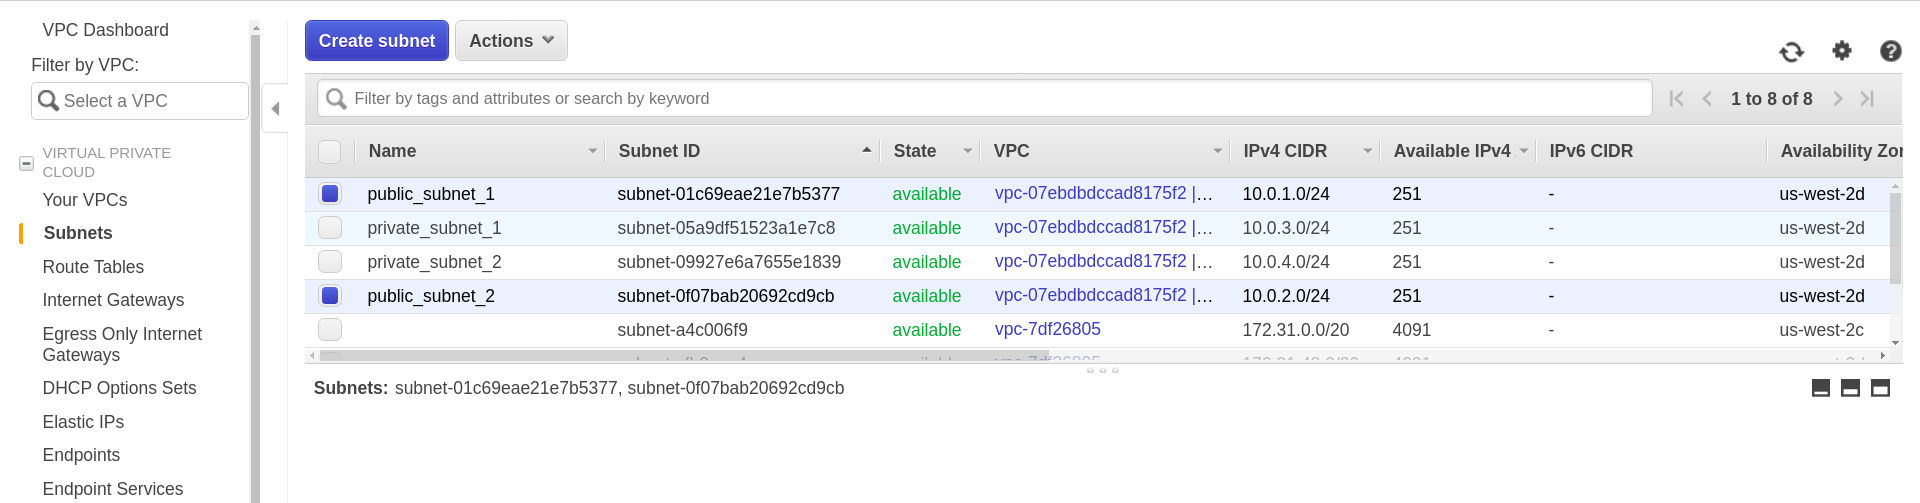 VPC Dashboard
Filter by VPC:
Select a VPC
VIRTUAL PRIVATE
CLOUD
Your VPCs
Subnets
Route Tables
Internet Gateways
Egress Only Internet
Gateways
DHCP Options Sets
Elastic IPs
Endpoints
Endpoint Services
Create subnet Actions
Filter by tags and attributes or search by keyword 1 to 8 of 8
Name Subnet ID State VPC IPv4 CIDR Available IPv4 IPv6 CIDR Availability Zon
public_subnet_1 subnet-01c69eae21e7b5377 available vpc-07ebdbdccad8175f2 |... 10.0.1.0/24 251 - us-west-2d
private_subnet_1 subnet-05a9df51523a1e7c8 available vpc-07ebdbdccad8175f2 |... 10.0.3.0/24 251 - us-west-2d
private_subnet_2 subnet-09927e6a7655e1839 available vpc-07ebdbdccad8175f2 |... 10.0.4.0/24 251 - us-west-2d
public_subnet_2 subnet-0f07bab20692cd9cb available vpc-07ebdbdccad8175f2 |... 10.0.2.0/24 251 - us-west-2d
subnet-a4c006f9 available vpc-7df26805 172.31.0.0/20 4091 - us-west-2c
Subnets: subnet-01c69eae21e7b5377, subnet-0f07bab20692cd9cb